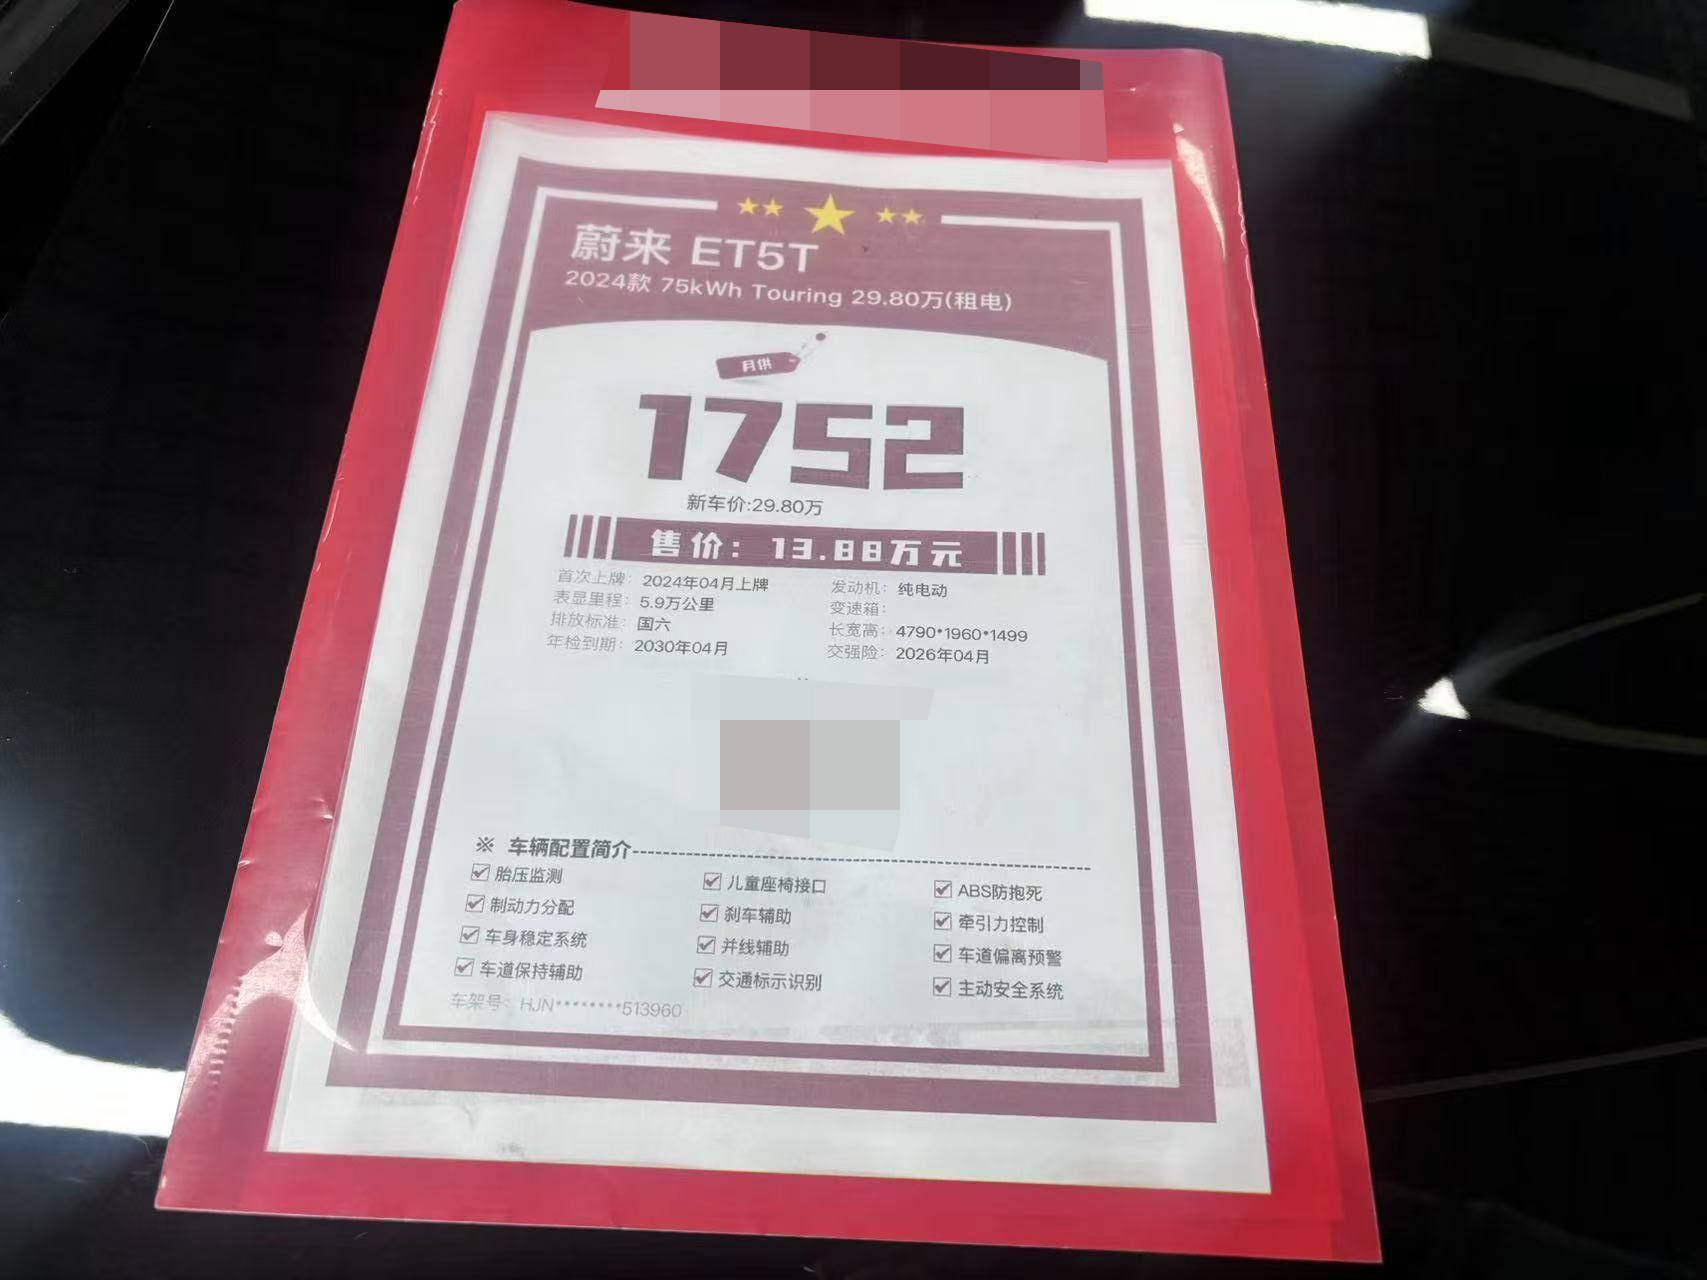 蔚来 ET5T
2024款 75kWh Touring 29.80万(租电)
月供
1752
新车价:29.80万
售价: 13.88万元
首次上牌: 2024年04月上牌 发动机: 纯电动
表显里程: 5.9万公里 变速箱:
排放标准: 国六 长宽高: 4790*1960*1499
年检到期: 2030年04月 交强险: 2026年04月
※ 车辆配置简介
胎压监测 儿童座椅接口 ABS防抱死
制动力分配 刹车辅助 牵引力控制
车身稳定系统 并线辅助 车道偏离预警
车道保持辅助 交通标示识别 主动安全系统
车架号: HJN********513960